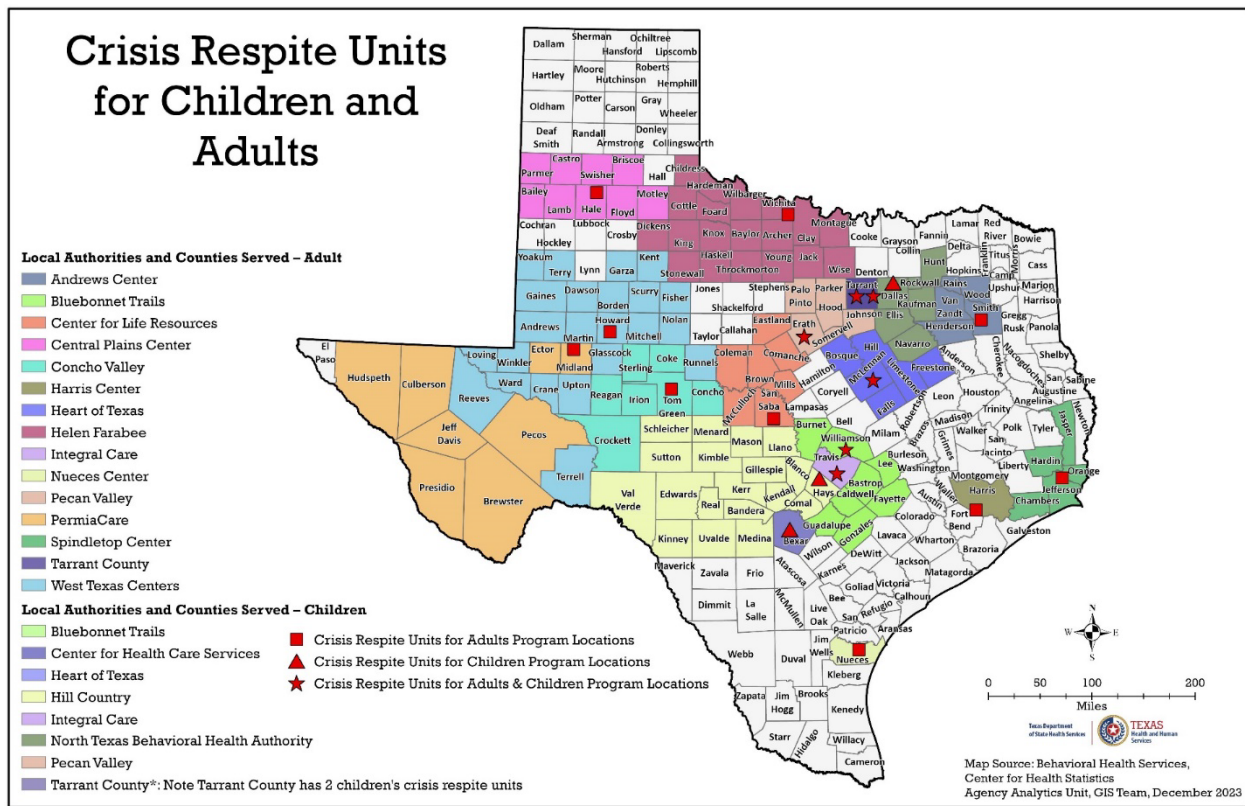 Crisis Respite Units
for Children and
Adults
Local Authorities and Counties Served – Adult
Andrews Center
Bluebonnet Trails
Center for Life Resources
Central Plains Center
Concho Valley
Harris Center
Heart of Texas
Helen Farabee
Integral Care
Nueces Center
Pecan Valley
PermiaCare
Spindletop Center
Tarrant County
West Texas Centers
Local Authorities and Counties Served – Children
Bluebonnet Trails
Center for Health Care Services
Heart of Texas
Hill Country
Integral Care
North Texas Behavioral Health Authority
Pecan Valley
Tarrant County*: Note Tarrant County has 2 children's crisis respite units
Crisis Respite Units for Adults Program Locations
Crisis Respite Units for Children Program Locations
Crisis Respite Units for Adults & Children Program Locations
Dallam Sherman Hansford Ochiltree Lipscomb
Hartley Moore Hutchinson Roberts Hemphill
Oldham Potter Carson Gray Wheeler
Deaf Smith Randall Armstrong Donley Collingsworth
Parmer Castro Swisher Briscoe Hall Childress
Bailey Lamb Hale Floyd Motley Cottle Hardeman Foard Wilbarger Wichita
Cochran Hockley Lubbock Crosby Dickens King Knox Baylor Archer Clay Montague Cooke Grayson Fannin Lamar Red River Bowie
Yoakum Terry Lynn Garza Kent Stonewall Haskell Throckmorton Young Jack Wise Denton Collin Hunt Delta Hopkins Franklin Titus Camp Morris Cass
Gaines Dawson Borden Scurry Fisher Jones Shackelford Stephens Palo Pinto Parker Tarrant Dallas Rockwall Kaufman Rains Wood Upshur Marion Harrison
Andrews Martin Howard Mitchell Nolan Taylor Callahan Eastland Erath Hood Somervell Johnson Ellis Van Zandt Smith Gregg Rusk Panola
El Paso Hudspeth Culberson Loving Winkler Ector Midland Glasscock Sterling Coke Runnels Coleman Brown Comanche Mills Hamilton Bosque Hill Navarro Henderson Anderson Cherokee Nacogdoches Shelby
Reeves Ward Crane Upton Reagan Irion Tom Green Concho McCulloch San Saba Lampasas Coryell McLennan Limestone Freestone Falls Leon Houston Angelina San Augustine Sabine
Jeff Davis Pecos Crockett Schleicher Menard Mason Llano Burnet Bell Milam Robertson Brazos Madison Grimes Walker Trinity Polk Tyler Jasper Newton
Presidio Brewster Terrell Sutton Kimble Gillespie Blanco Travis Williamson Lee Burleson Washington Montgomery San Jacinto Liberty Hardin Orange
Val Verde Edwards Real Kerr Bandera Kendall Comal Hays Caldwell Bastrop Fayette Austin Waller Harris Chambers Jefferson
Kinney Uvalde Medina Bexar Guadalupe Gonzales Lavaca Colorado Wharton Fort Bend Brazoria Galveston
Maverick Zavala Frio Atascosa Wilson Karnes DeWitt Jackson Matagorda
Dimmit La Salle McMullen Live Oak Bee Goliad Victoria Calhoun Refugio
Webb Duval Jim Wells San Patricio Aransas Nueces Kleberg
Zapata Jim Hogg Brooks Kenedy
Starr Hidalgo Willacy Cameron
N
W E
S
0 50 100 200
Miles
Texas Department
of State Health Services
TEXAS
Health and Human
Services
Map Source: Behavioral Health Services,
Center for Health Statistics
Agency Analytics Unit, GIS Team, December 2023